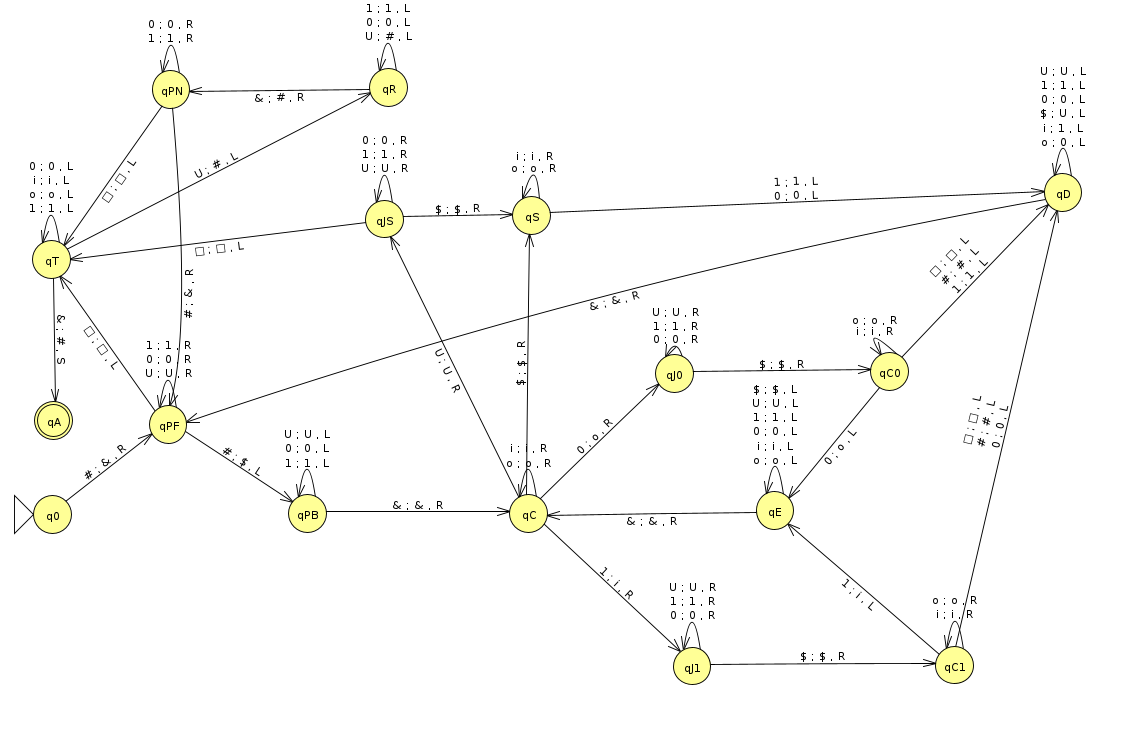 1 ; 1 , L
0 ; 0 , L
U ; # , L
qR
0 ; 0 , R
1 ; 1 , R
qPN
& ; # , R
U ; # , L
□ ; □ , L
U ; U , L
1 ; 1 , L
0 ; 0 , L
$ ; U , L
i ; 1 , L
o ; 0 , L
qD
0 ; 0 , R
1 ; 1 , R
U ; U , R
qJS
i ; i , R
o ; o , R
qS
$ ; $ , R
1 ; 1 , L
0 ; 0 , L
0 ; 0 , L
i ; i , L
o ; o , L
1 ; 1 , L
qT
□ ; □ , L
# ; & , R
& ; & , R
□ ; □ , L
# ; # , L
1 ; 1 , L
& ; # , S
□ ; □ , L
U ; U , R
$ ; $ , R
U ; U , R
1 ; 1 , R
0 ; 0 , R
qJ0
$ ; $ , R
o ; o , R
i ; i , R
qC0
1 ; 1 , R
0 ; 0 , R
U ; U , R
qPF
qA
# ; & , R
# ; $ , L
U ; U , L
0 ; 0 , L
1 ; 1 , L
qPB
0 ; o , R
$ ; $ , L
U ; U , L
1 ; 1 , L
0 ; 0 , L
i ; i , L
o ; o , L
qE
0 ; o , L
□ ; □ , L
# ; # , L
0 ; 0 , L
q0
& ; & , R
i ; i , R
o ; o , R
qC
& ; & , R
1 ; i , R
1 ; i , L
U ; U , R
1 ; 1 , R
0 ; 0 , R
qJ1
$ ; $ , R
o ; o , R
i ; i , R
qC1